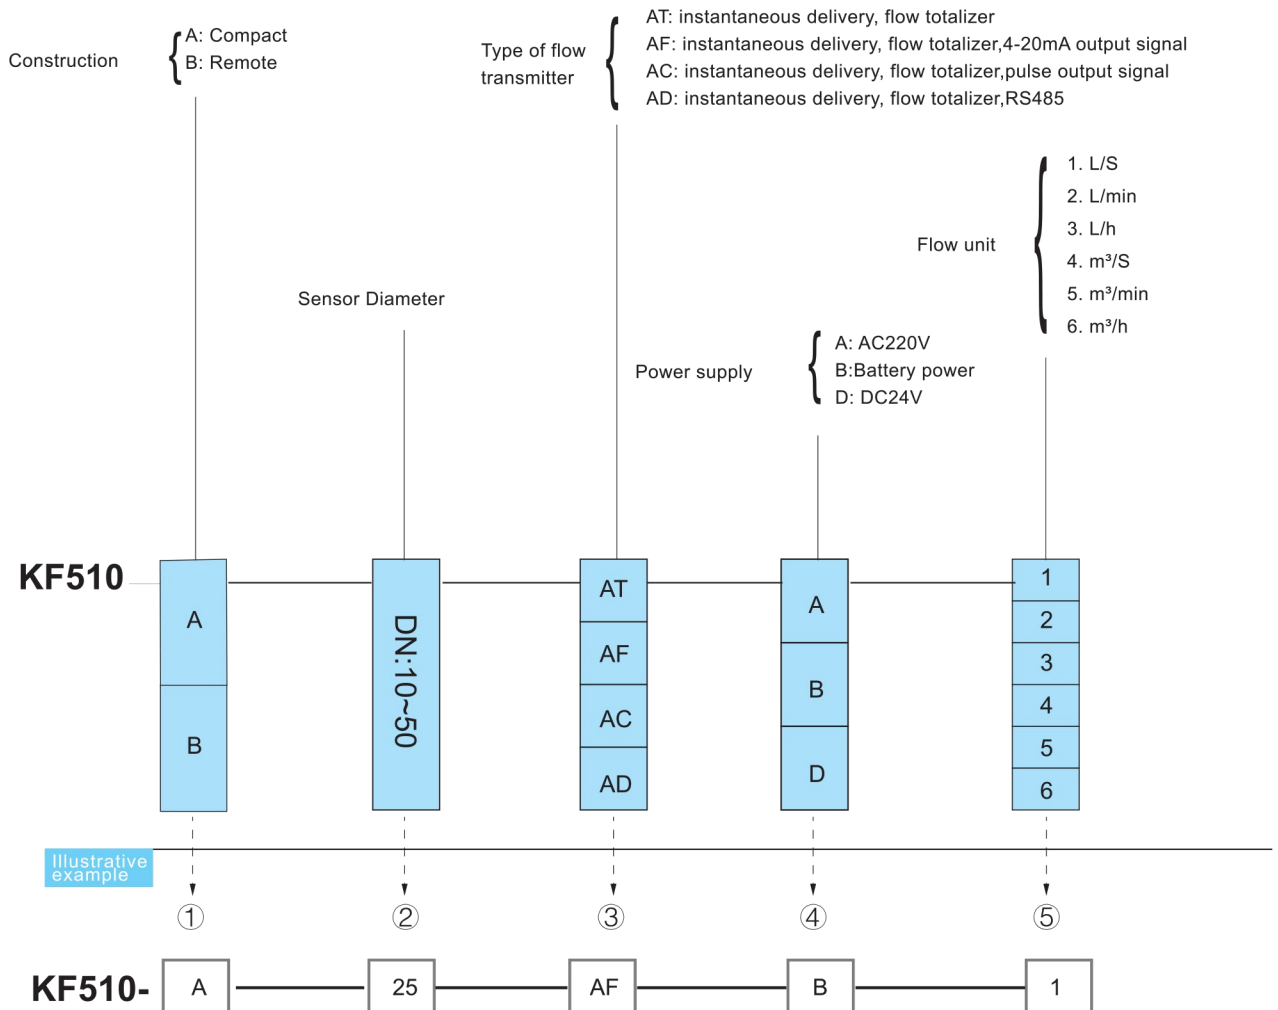 Construction
A: Compact
B: Remote
Type of flow
transmitter
AT: instantaneous delivery, flow totalizer
AF: instantaneous delivery, flow totalizer,4-20mA output signal
AC: instantaneous delivery, flow totalizer,pulse output signal
AD: instantaneous delivery, flow totalizer,RS485
Flow unit
1. L/S
2. L/min
3. L/h
4. m³/S
5. m³/min
6. m³/h
Sensor Diameter
Power supply
A: AC220V
B:Battery power
D: DC24V
KF510
A
B
DN:10~50
AT
AF
AC
AD
A
B
D
1
2
3
4
5
6
Illustrative
example
① ② ③ ④ ⑤
KF510- A 25 AF B 1